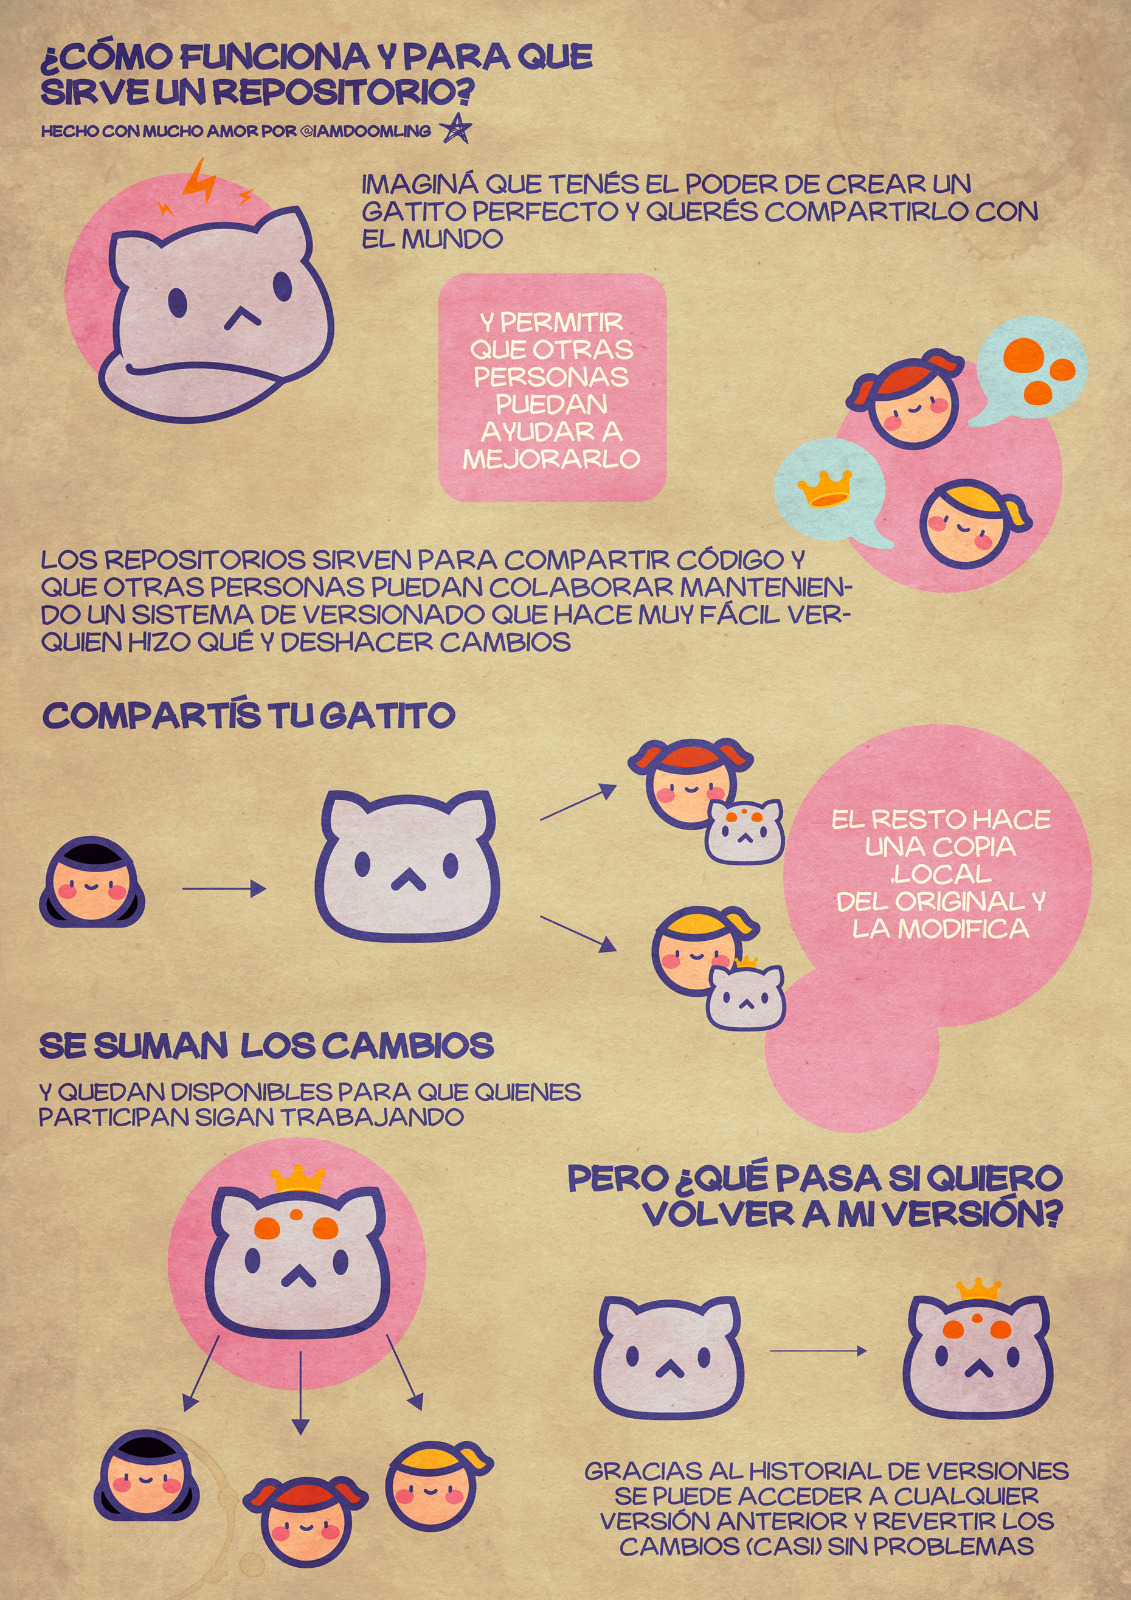 ¿CÓMO FUNCIONA Y PARA QUE
SIRVE UN REPOSITORIO?
HECHO CON MUCHO AMOR POR @IAMDOOMLING
IMAGINÁ QUE TENÉS EL PODER DE CREAR UN
GATITO PERFECTO Y QUERÉS COMPARTIRLO CON
EL MUNDO
Y PERMITIR
QUE OTRAS
PERSONAS
PUEDAN
AYUDAR A
MEJORARLO
LOS REPOSITORIOS SIRVEN PARA COMPARTIR CÓDIGO Y
QUE OTRAS PERSONAS PUEDAN COLABORAR MANTENIEN-
DO UN SISTEMA DE VERSIONADO QUE HACE MUY FÁCIL VER-
QUIEN HIZO QUÉ Y DESHACER CAMBIOS
COMPARTÍS TU GATITO
EL RESTO HACE
UNA COPIA
.LOCAL
DEL ORIGINAL Y
LA MODIFICA
SE SUMAN LOS CAMBIOS
Y QUEDAN DISPONIBLES PARA QUE QUIENES
PARTICIPAN SIGAN TRABAJANDO
PERO ¿QUÉ PASA SI QUIERO
VOLVER A MI VERSIÓN?
GRACIAS AL HISTORIAL DE VERSIONES
SE PUEDE ACCEDER A CUALQUIER
VERSIÓN ANTERIOR Y REVERTIR LOS
CAMBIOS (CASI) SIN PROBLEMAS